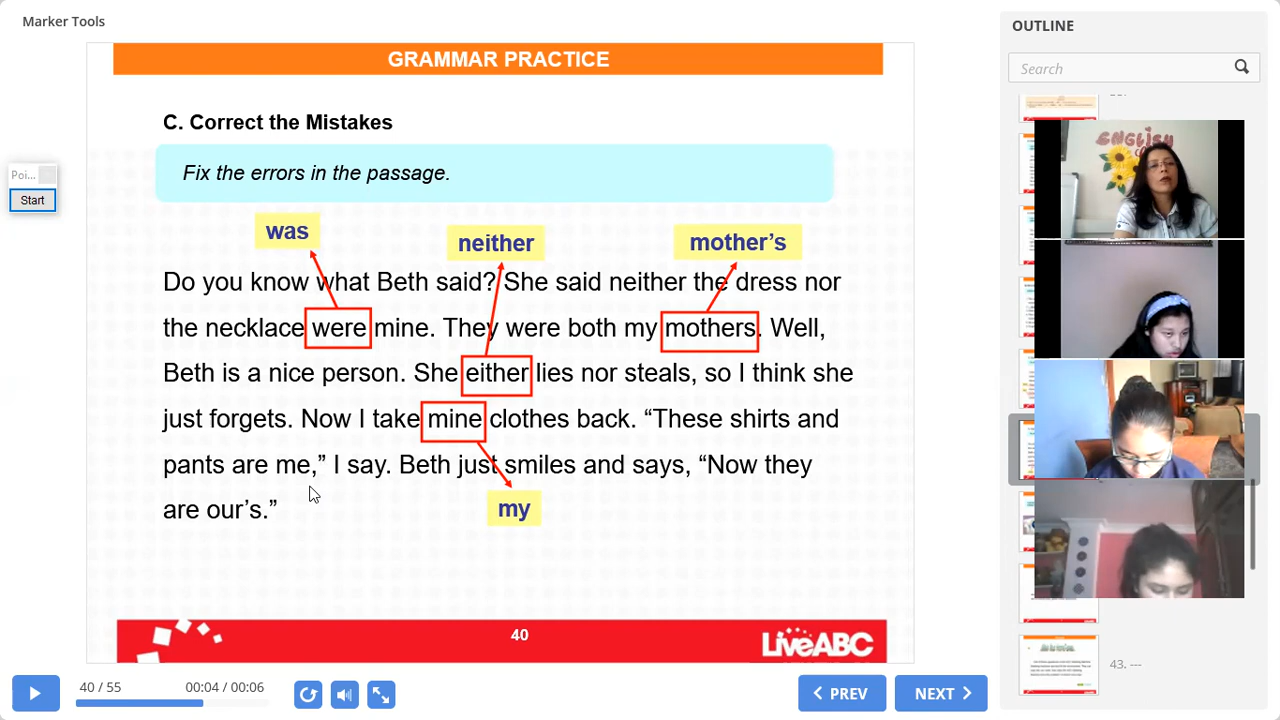 Marker Tools
OUTLINE
Search
GRAMMAR PRACTICE
C. Correct the Mistakes
Fix the errors in the passage.
Poi...
Start
was
neither
mother's
Do you know what Beth said? She said neither the dress nor
the necklace were mine. They were both my mothers. Well,
Beth is a nice person. She either lies nor steals, so I think she
just forgets. Now I take mine clothes back. “These shirts and
pants are me,” I say. Beth just smiles and says, “Now they
are our’s.”
my
40
LiveABC
ENGLISH
43. ---
40 / 55
00:04 / 00:06
PREV
NEXT